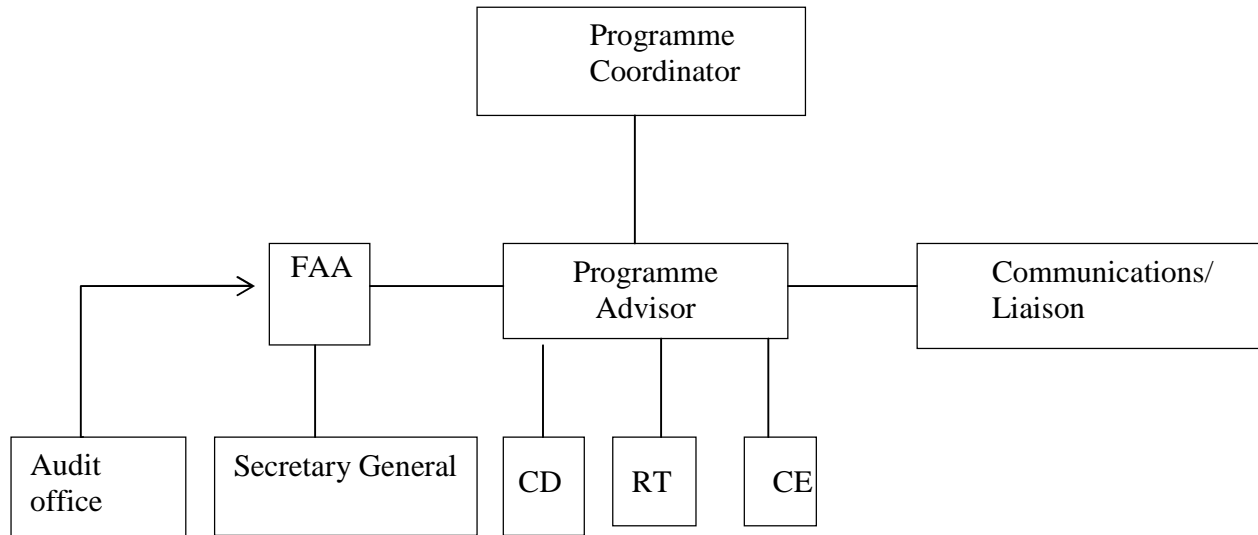 Programme
Coordinator
FAA
Programme
Advisor
Communications/
Liaison
Audit
office
Secretary General
CD
RT
CE